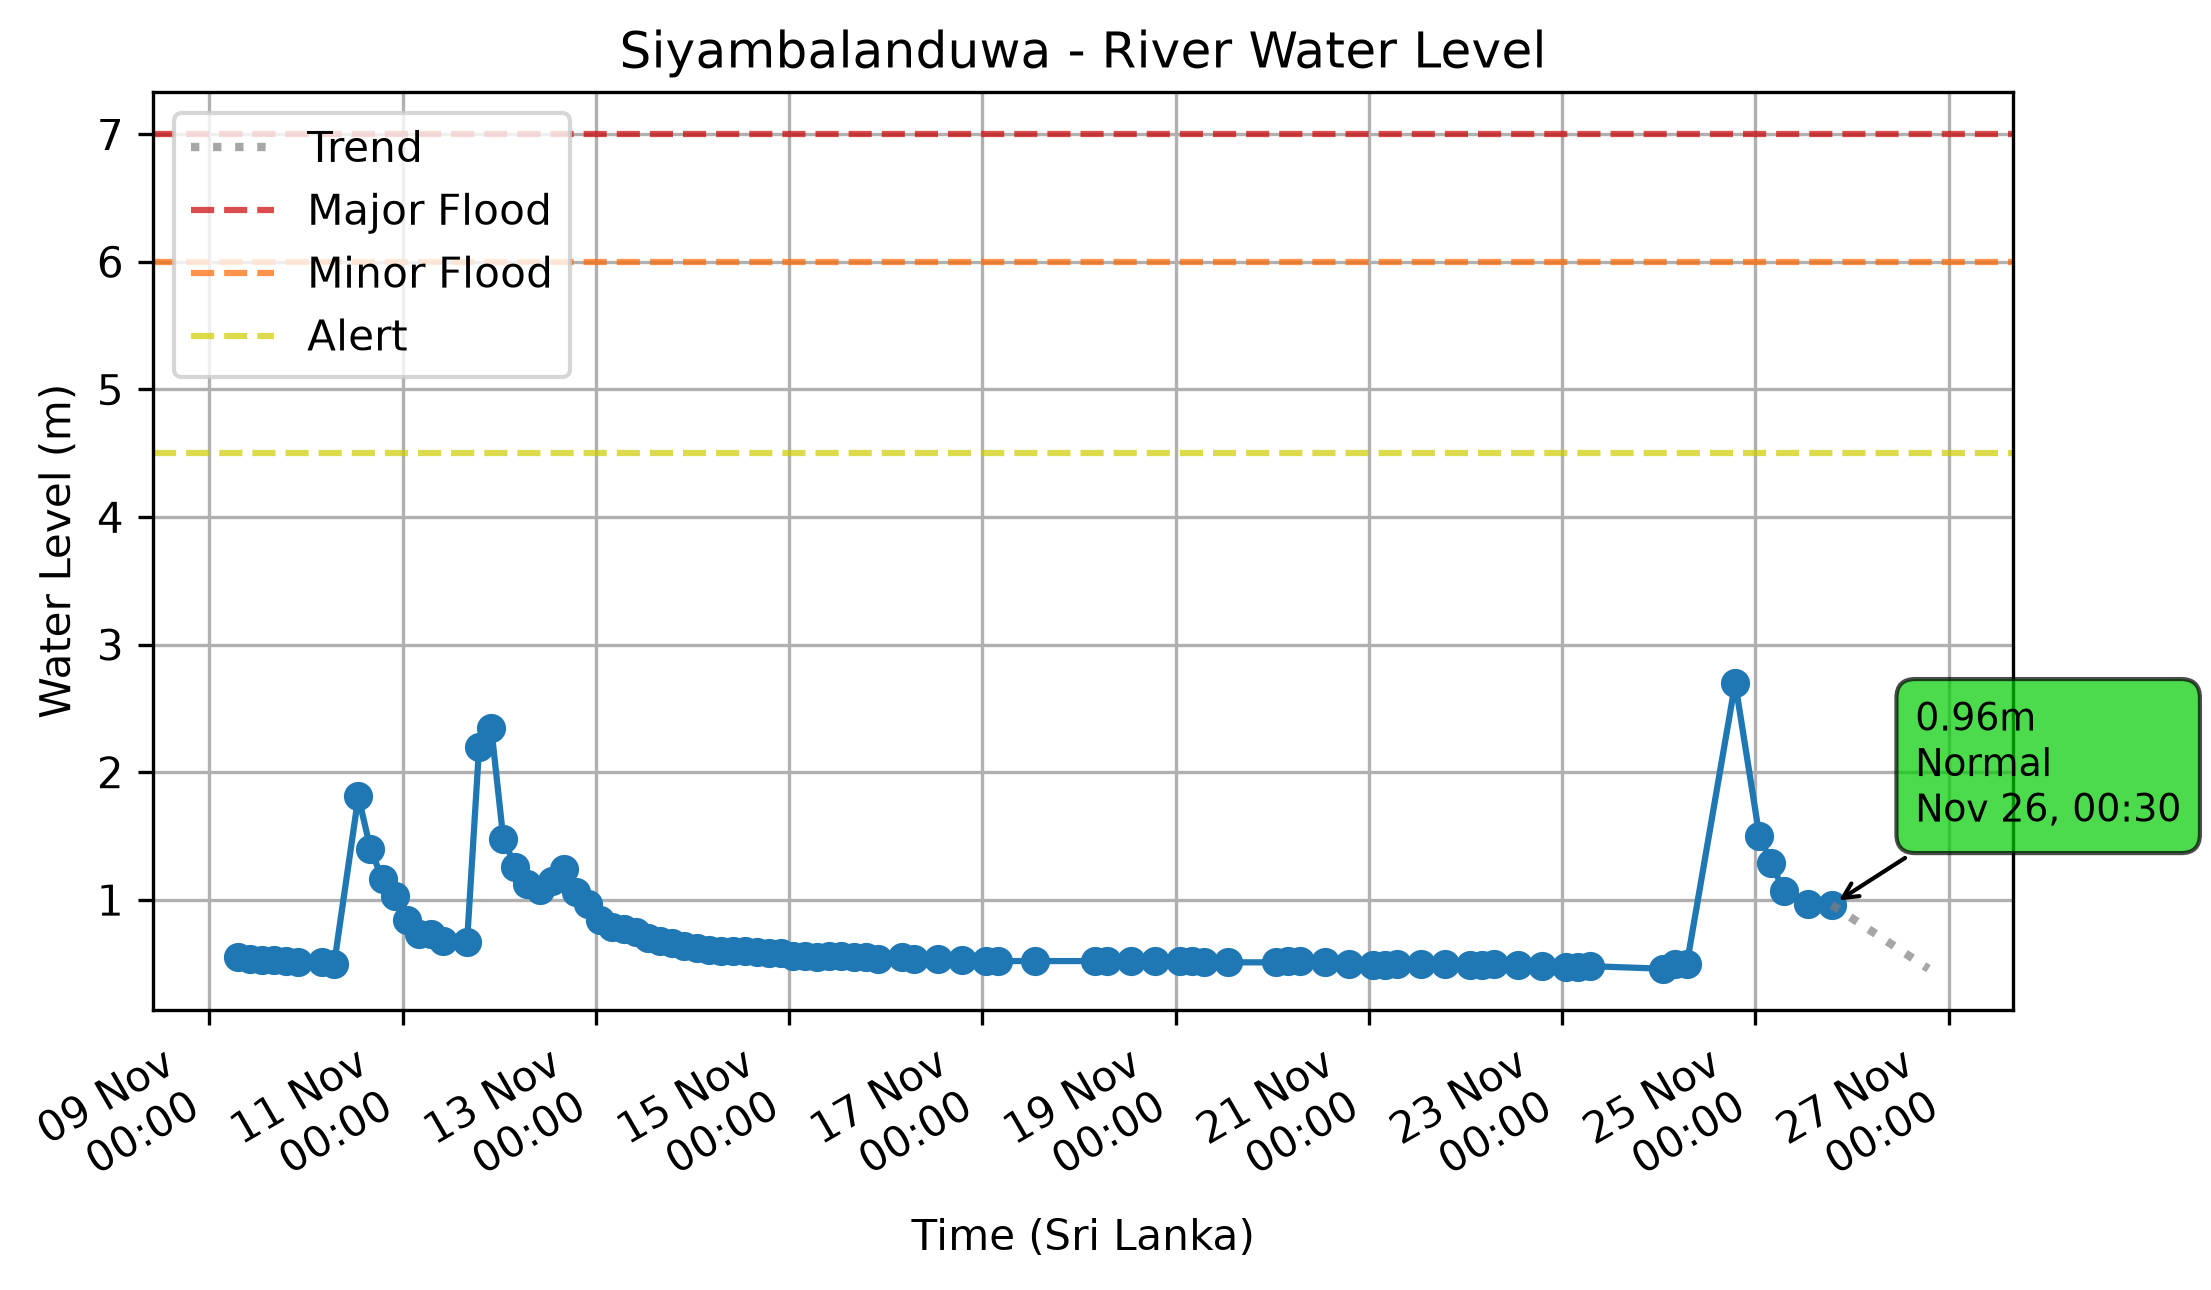 Siyambalanduwa - River Water Level
7
6
5
4
3
2
1
Water Level (m)
Trend
Major Flood
Minor Flood
Alert
0.96m
Normal
Nov 26, 00:30
09 Nov
00:00
11 Nov
00:00
13 Nov
00:00
15 Nov
00:00
17 Nov
00:00
19 Nov
00:00
21 Nov
00:00
23 Nov
00:00
25 Nov
00:00
27 Nov
00:00
Time (Sri Lanka)